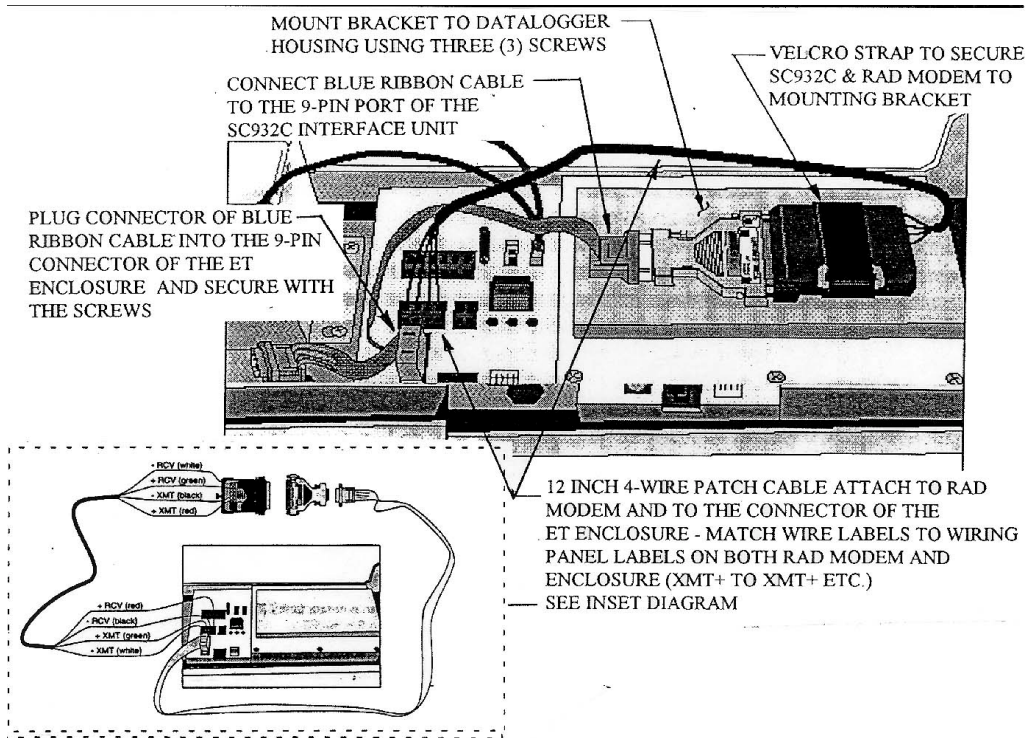 MOUNT BRACKET TO DATALOGGER
HOUSING USING THREE (3) SCREWS
VELCRO STRAP TO SECURE
SC932C & RAD MODEM TO
MOUNTING BRACKET
CONNECT BLUE RIBBON CABLE
TO THE 9-PIN PORT OF THE
SC932C INTERFACE UNIT
PLUG CONNECTOR OF BLUE
RIBBON CABLE INTO THE 9-PIN
CONNECTOR OF THE ET
ENCLOSURE AND SECURE WITH
THE SCREWS
12 INCH 4-WIRE PATCH CABLE ATTACH TO RAD
MODEM AND TO THE CONNECTOR OF THE
ET ENCLOSURE - MATCH WIRE LABELS TO WIRING
PANEL LABELS ON BOTH RAD MODEM AND
ENCLOSURE (XMT+ TO XMT+ ETC.)
SEE INSET DIAGRAM
- RCV (white)
+ RCV (green)
- XMT (black)
+ XMT (red)
+ RCV (red)
- RCV (black)
+ XMT (green)
- XMT (white)